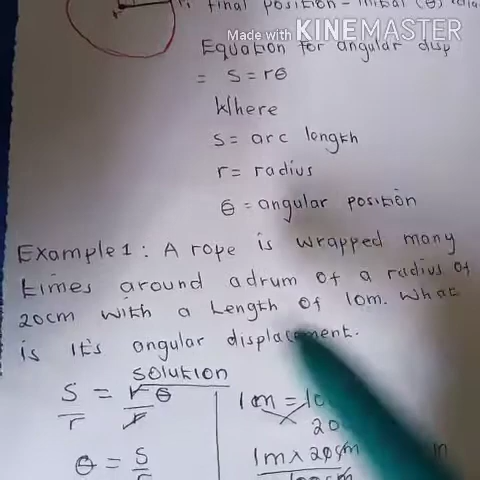 final position - initial (θ)
Made with KINEMASTER
Equation for angular disp
= S = rθ
Where
S = arc length
r = radius
θ = angular position
Example 1: A rope is wrapped many
times around a drum of a radius of
20cm with a Length of 10m. What
is it's angular displacement.
Solution
S/r = rθ/r
1m = 10
20
θ = S/r
1m x 20cm